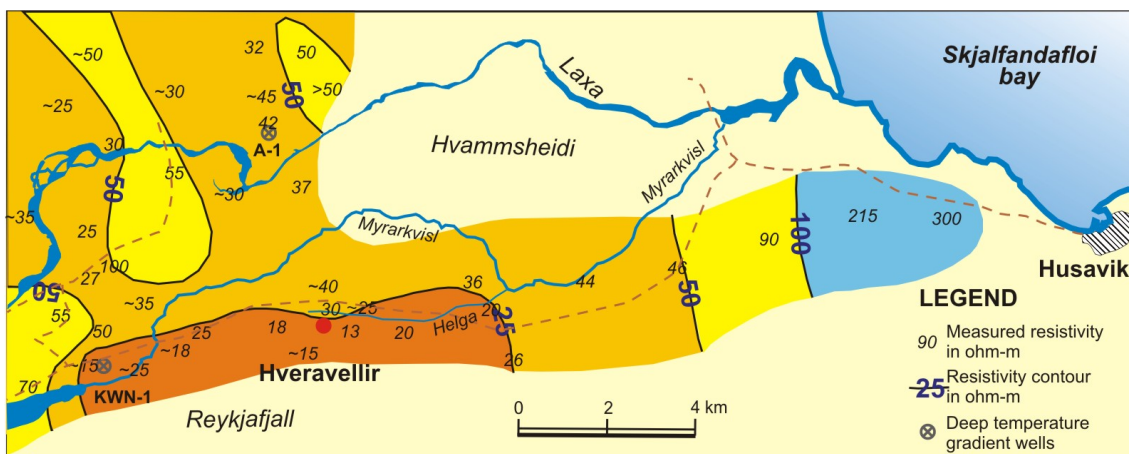 ~50
32
50
~25
~30
~45
>50
50
42
A-1
30
55
50
~30
37
~35
25
100
27
50
~35
55
50
~15
~18
~25
25
70
KWN-1
Laxa
Hvammsheidi
Myrarkvisl
Myrarkvisl
Skjalfandafloi
bay
215
300
90
100
46
50
44
36
~40
30
~25
20
18
13
20
Helga
25
~15
26
Hveravellir
Reykjafjall
Husavik
0 2 4 km
LEGEND
90 Measured resistivity
in ohm-m
25 Resistivity contour
in ohm-m
Deep temperature
gradient wells